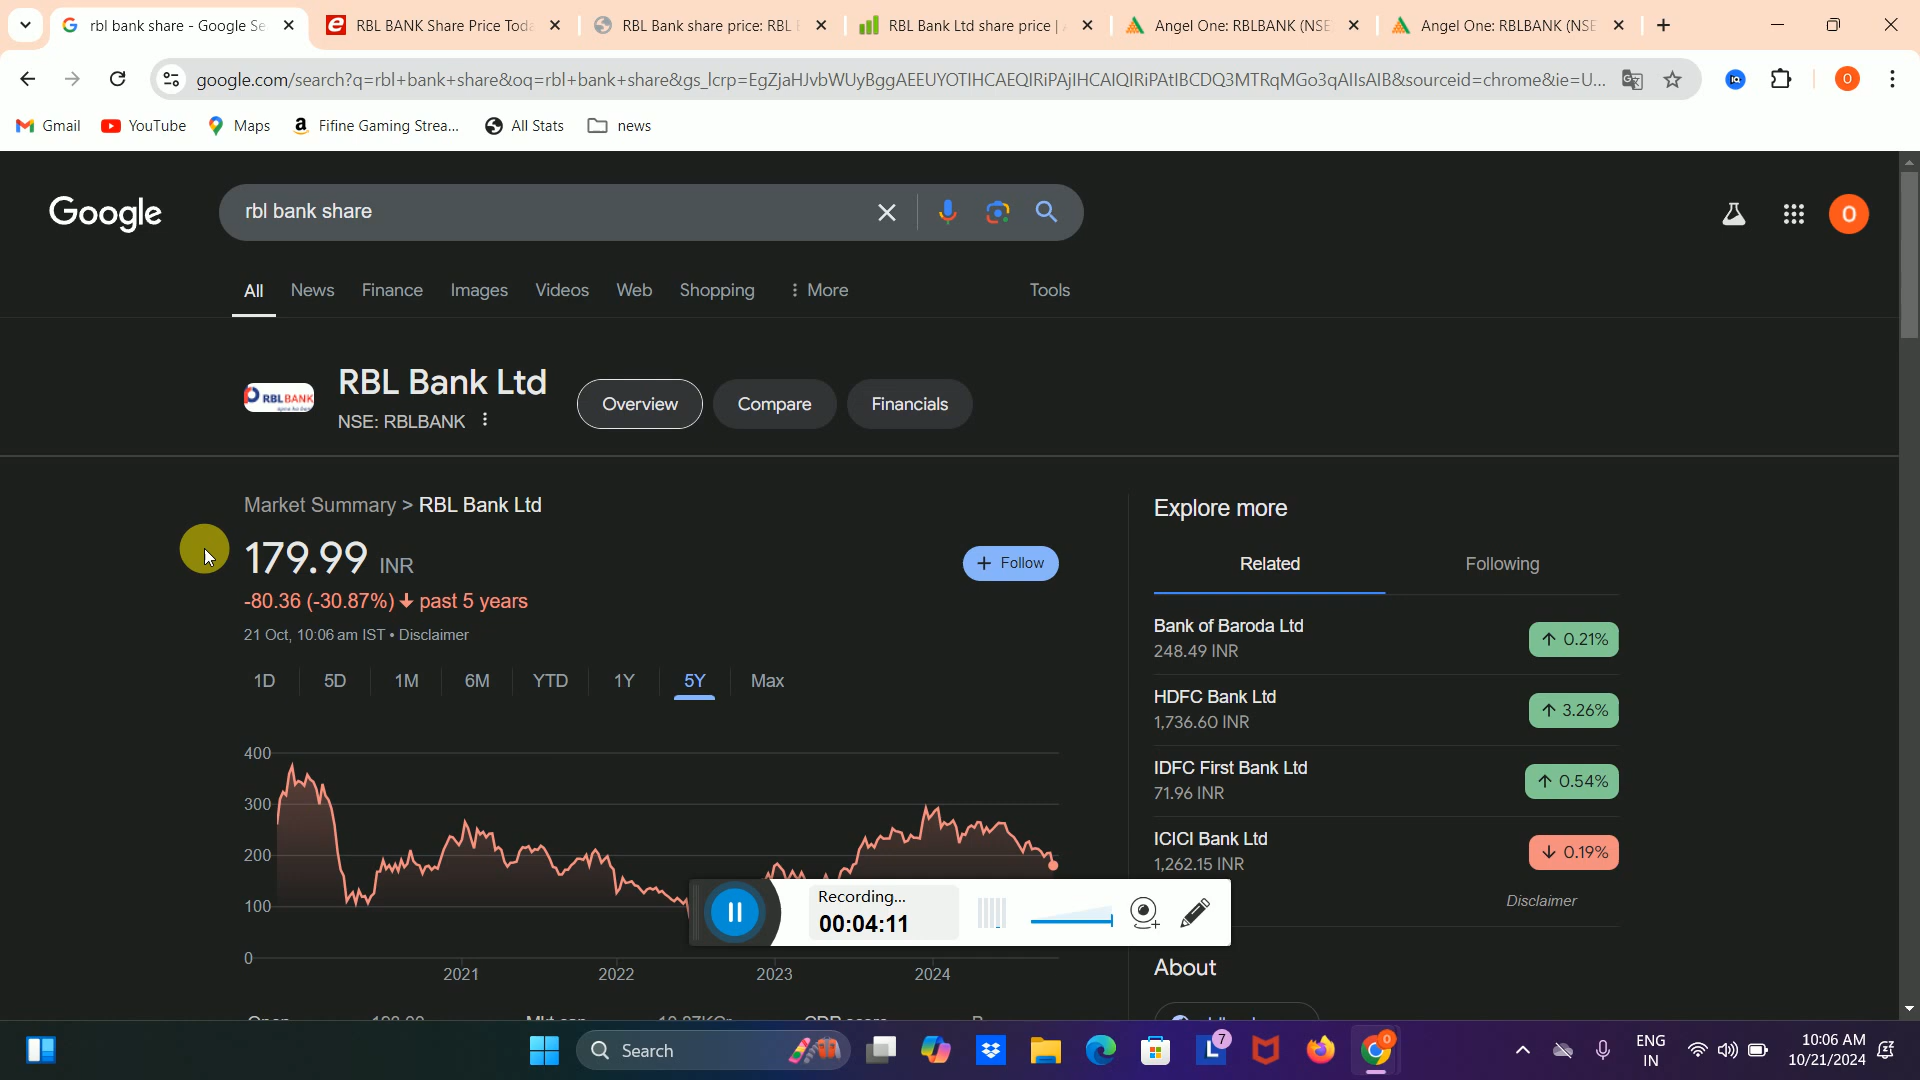 rbl bank share - Google Se
RBL BANK Share Price Toda
RBL Bank share price: RBL
RBL Bank Ltd share price |
Angel One: RBLBANK (NSE
Angel One: RBLBANK (NSE
google.com/search?q=rbl+bank+share&oq=rbl+bank+share&gs_lcrp=EgZjaHJvbWUyBggAEEUYOTIHCAEQIRiPAjIHCAIQIRiPAtIBCDQ3MTRqMGo3qAIIsAIB&sourceid=chrome&ie=U...
Gmail
YouTube
Maps
Fifine Gaming Strea...
All Stats
news
Google
rbl bank share
O
All
News
Finance
Images
Videos
Web
Shopping
More
Tools
RBLBANK
RBL Bank Ltd
NSE: RBLBANK
Overview
Compare
Financials
Market Summary > RBL Bank Ltd
179.99 INR
-80.36 (-30.87%) past 5 years
21 Oct, 10:06 am IST • Disclaimer
+ Follow
1D
5D
1M
6M
YTD
1Y
5Y
Max
400
300
200
100
0
2021
2022
2023
2024
Explore more
Related
Following
Bank of Baroda Ltd
248.49 INR
↑ 0.21%
HDFC Bank Ltd
1,736.60 INR
↑ 3.26%
IDFC First Bank Ltd
71.96 INR
↑ 0.54%
ICICI Bank Ltd
1,262.15 INR
↓ 0.19%
Disclaimer
About
Recording...
00:04:11
Search
7
ENG
IN
10:06 AM
10/21/2024